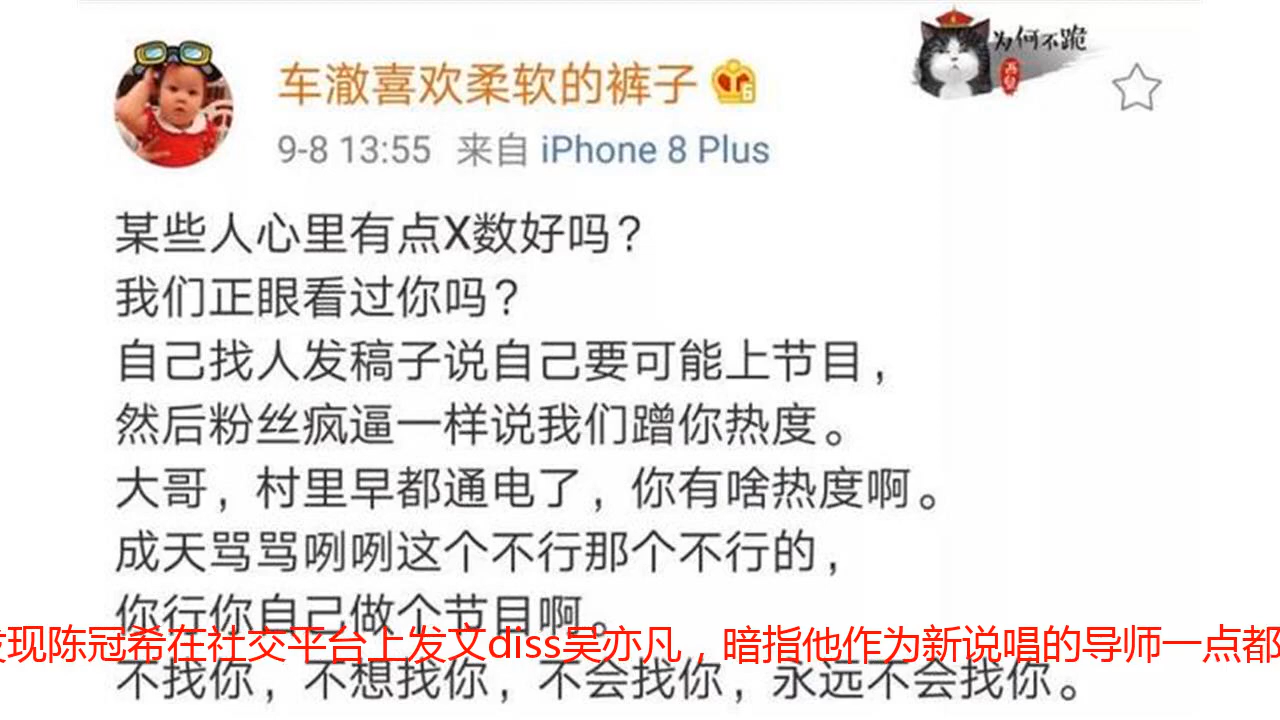 车澈喜欢柔软的裤子
为何不跪
9-8 13:55 来自 iPhone 8 Plus
某些人心里有点X数好吗？
我们正眼看过你吗？
自己找人发稿子说自己要可能上节目，
然后粉丝疯逼一样说我们蹭你热度。
大哥，村里早都通电了，你有啥热度啊。
成天骂骂咧咧这个不行那个不行的，
你行你自己做个节目啊。
发现陈冠希在社交平台上发文diss吴亦凡，暗指他作为新说唱的导师一点都
不找你，不想找你，不会找你，永远不会找你。